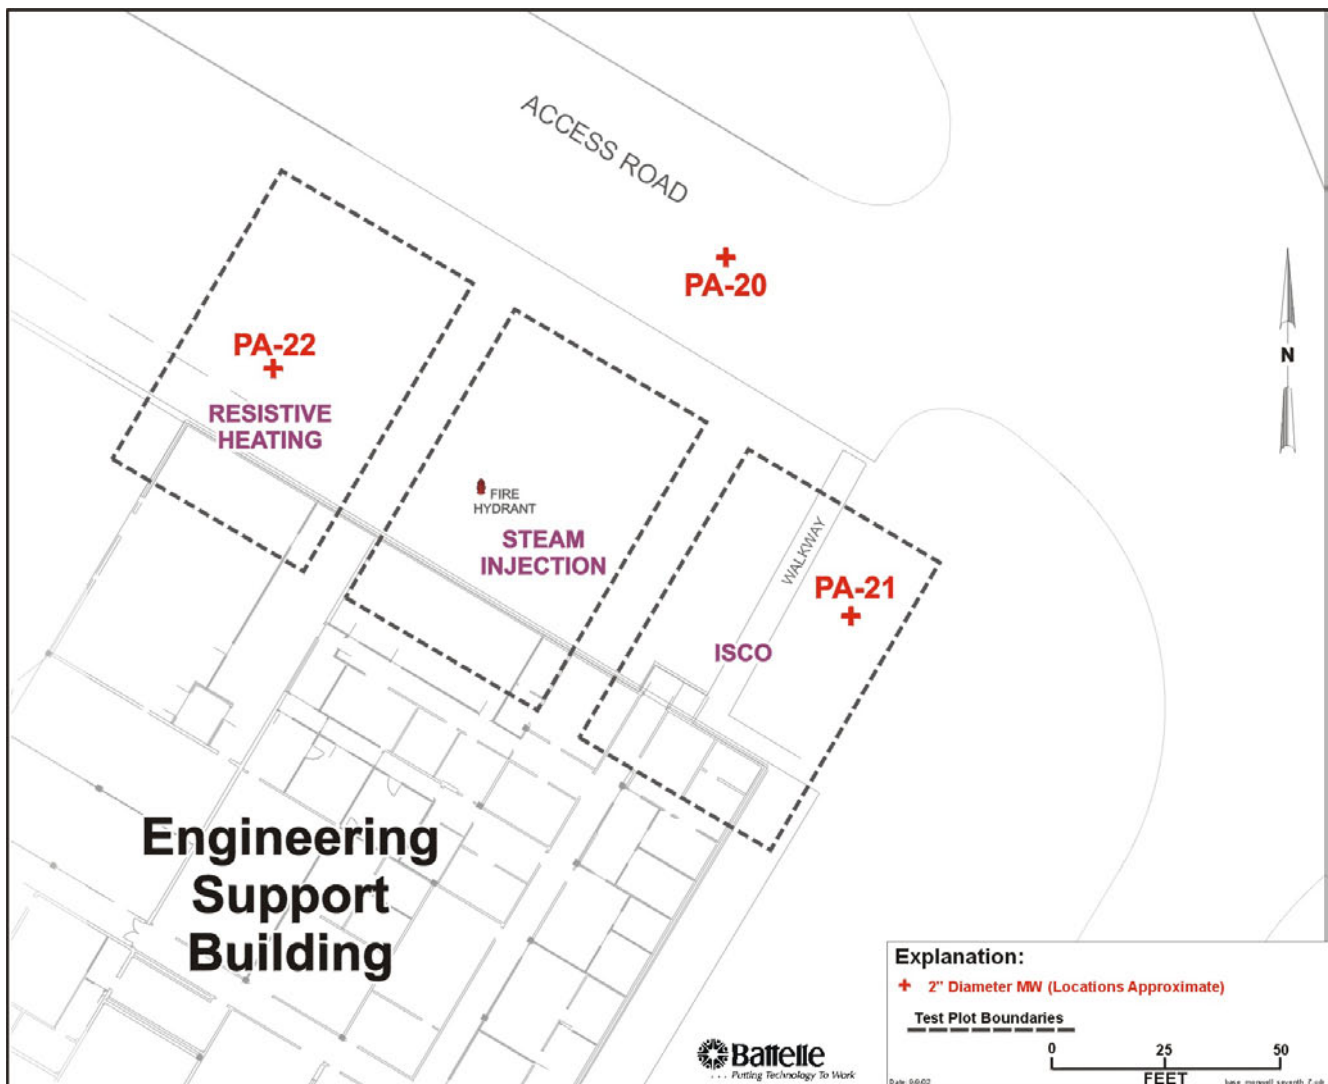 ACCESS ROAD
PA-20
PA-22
RESISTIVE
HEATING
N
FIRE
HYDRANT
STEAM
INJECTION
WALKWAY
PA-21
ISCO
Engineering
Support
Building
Explanation:
2" Diameter MW (Locations Approximate)
Test Plot Boundaries
0 25 50
FEET
Battelle
. . . Putting Technology To Work